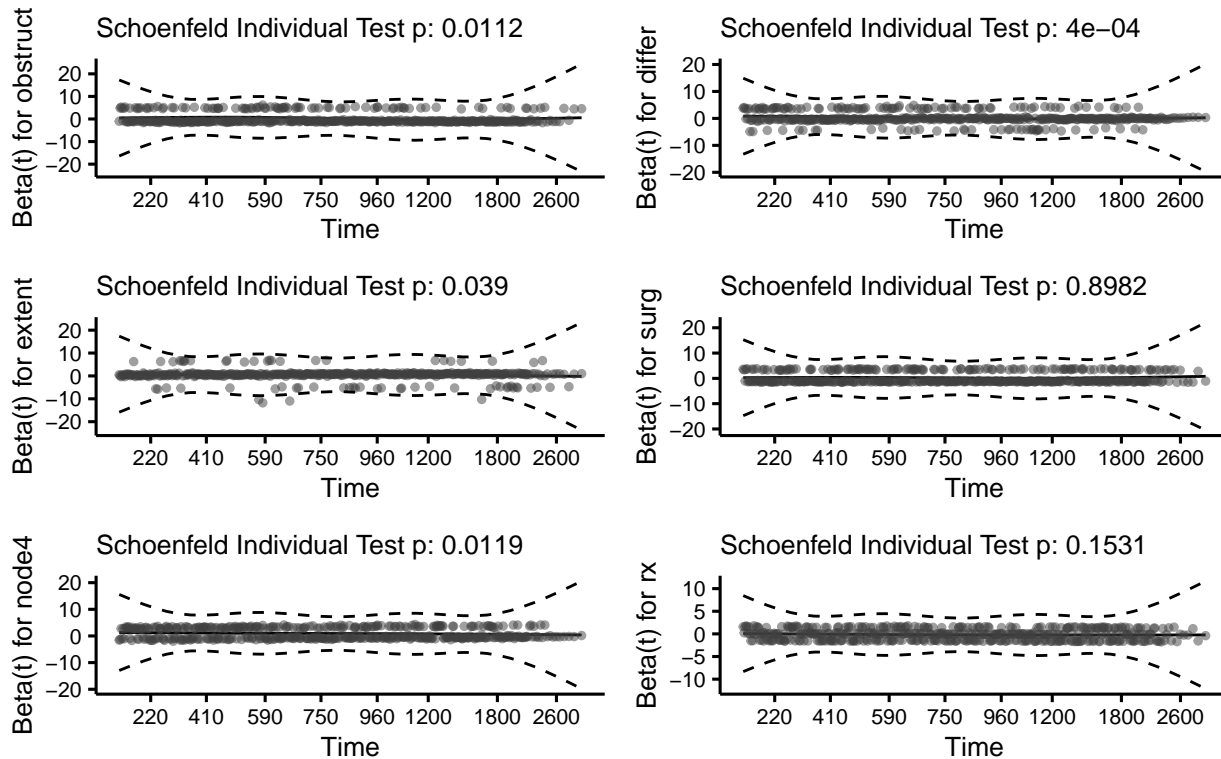 Schoenfeld Individual Test p: 0.0112
Beta(t) for obstruct
20
10
0
−10
−20
220 410 590 750 960 1200 1800 2600
Time
Schoenfeld Individual Test p: 4e−04
Beta(t) for differ
20
10
0
−10
−20
220 410 590 750 960 1200 1800 2600
Time
Schoenfeld Individual Test p: 0.039
Beta(t) for extent
20
10
0
−10
−20
220 410 590 750 960 1200 1800 2600
Time
Schoenfeld Individual Test p: 0.8982
Beta(t) for surg
20
10
0
−10
−20
220 410 590 750 960 1200 1800 2600
Time
Schoenfeld Individual Test p: 0.0119
Beta(t) for node4
20
10
0
−10
−20
220 410 590 750 960 1200 1800 2600
Time
Schoenfeld Individual Test p: 0.1531
Beta(t) for rx
10
5
0
−5
−10
220 410 590 750 960 1200 1800 2600
Time